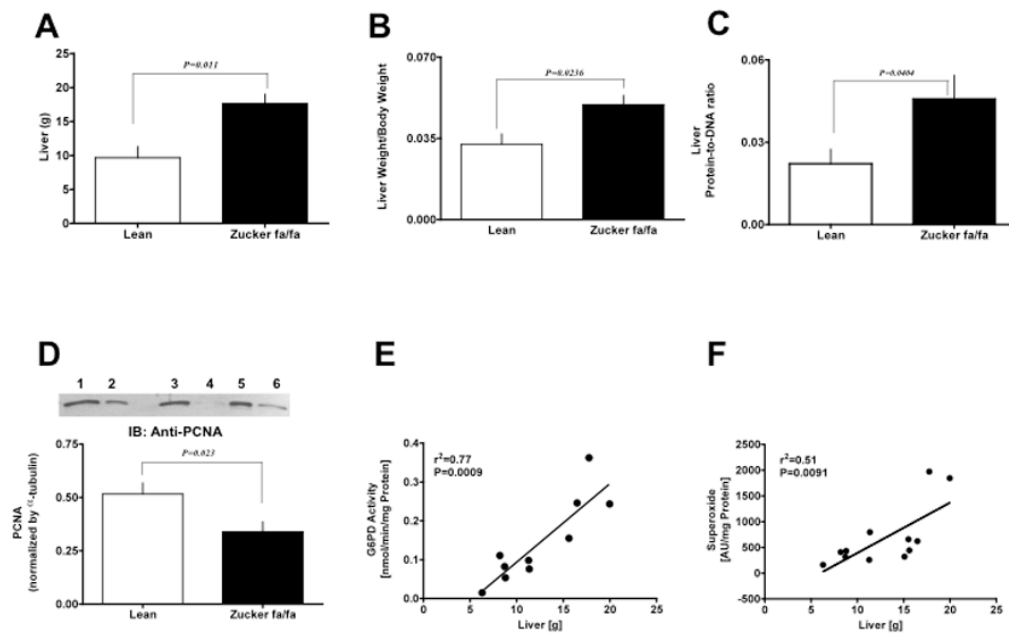 A
B
C
P=0.011
P=0.0236
P=0.0404
25
20
15
10
5
0
Liver (g)
Lean
Zucker fa/fa
0.070
0.035
0.000
Liver Weight/Body Weight
Lean
Zucker fa/fa
0.06
0.03
0.00
Liver
Protein-to-DNA ratio
Lean
Zucker fa/fa
D
E
F
1 2 3 4 5 6
IB: Anti-PCNA
P=0.023
0.75
0.50
0.25
0.00
PCNA
(normalized by α-tubulin)
Lean
Zucker fa/fa
r²=0.77
P=0.0009
0.4
0.3
0.2
0.1
0.0
G6PD Activity
[nmol/min/mg Protein]
0 5 10 15 20 25
Liver [g]
r²=0.51
P=0.0091
2500
2000
1500
1000
500
0
-500
Superoxide
[AU/mg Protein]
0 5 10 15 20 25
Liver [g]